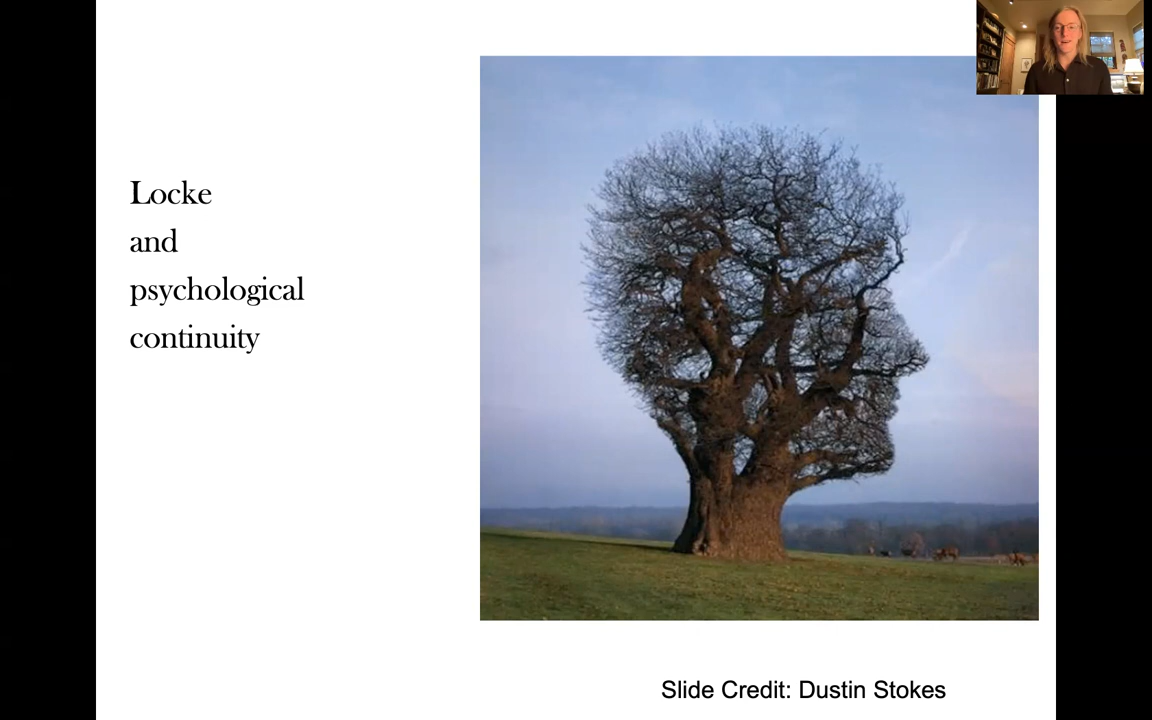 Locke
and
psychological
continuity
Slide Credit: Dustin Stokes